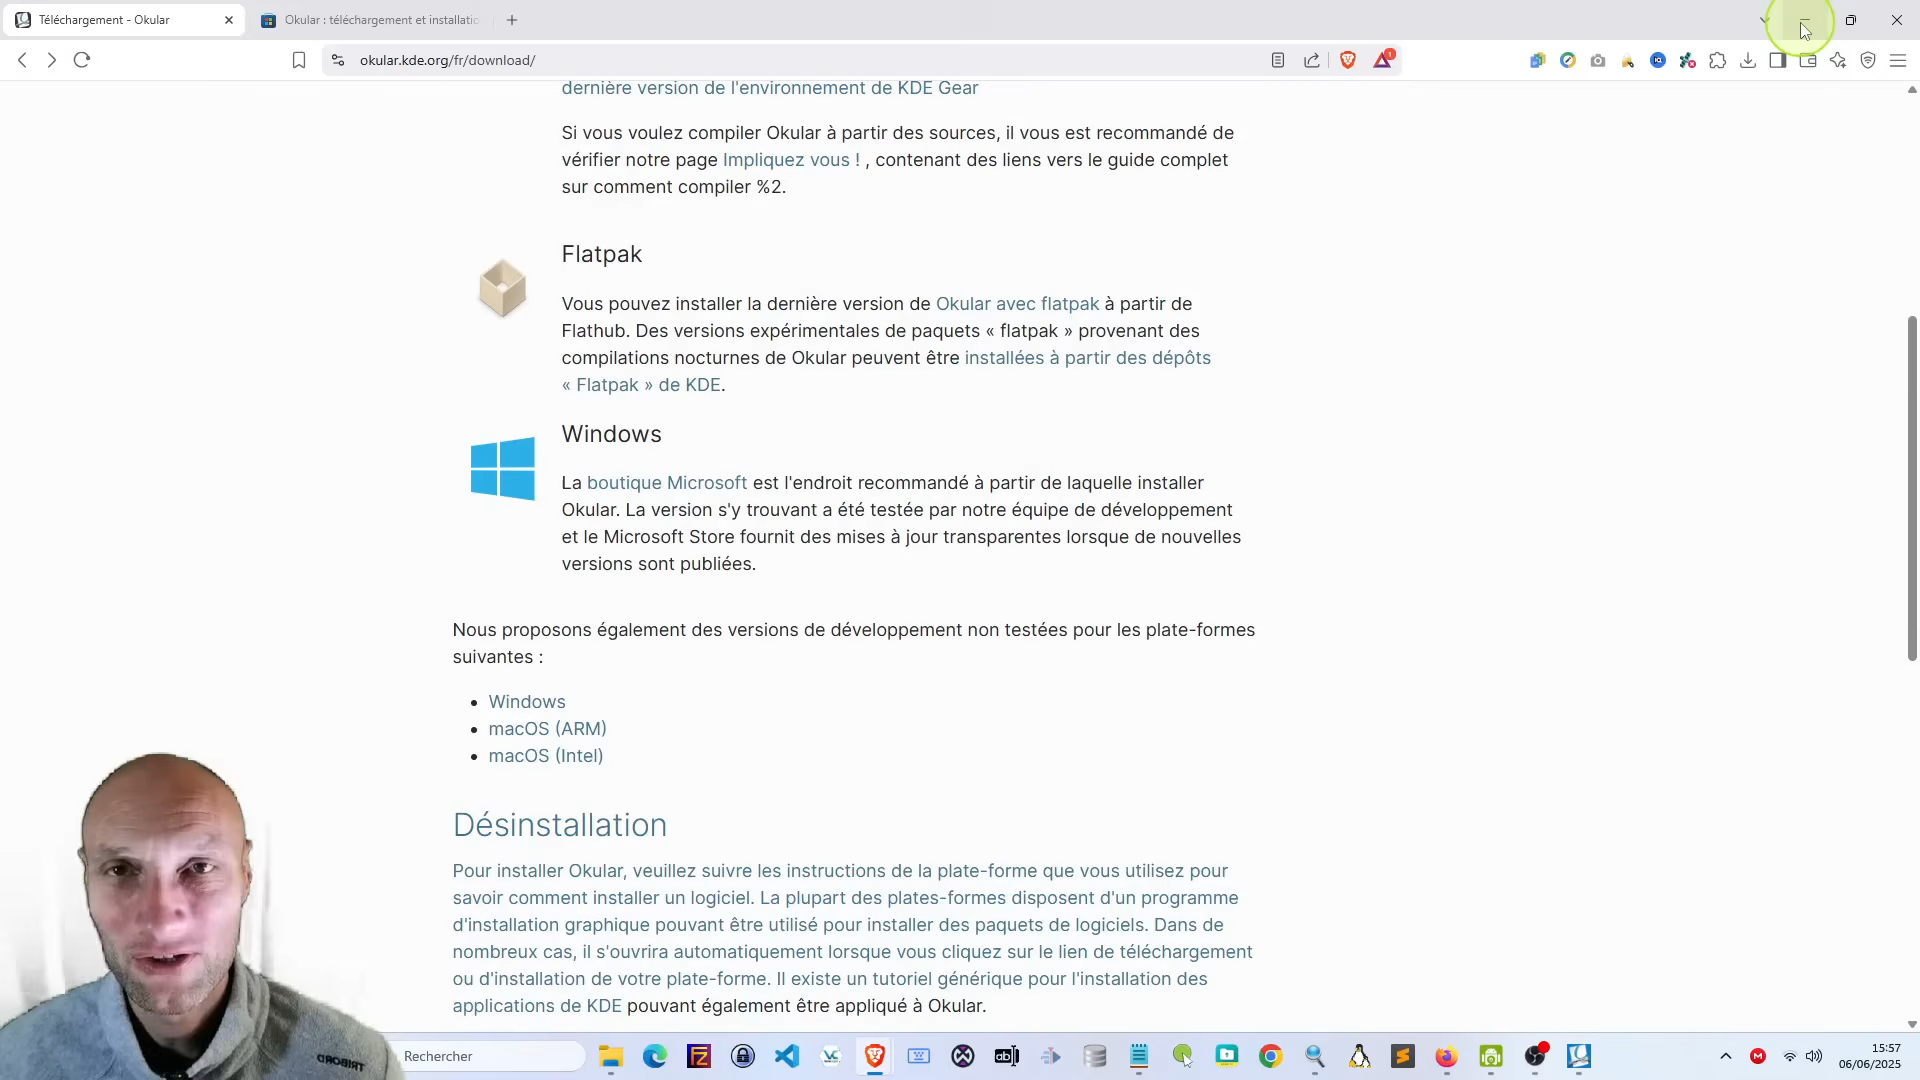 Téléchargement - Okular
Okular : téléchargement et installatio
okular.kde.org/fr/download/
1
dernière version de l'environnement de KDE Gear
Si vous voulez compiler Okular à partir des sources, il vous est recommandé de
vérifier notre page Impliquez vous ! , contenant des liens vers le guide complet
sur comment compiler %2.
Flatpak
Vous pouvez installer la dernière version de Okular avec flatpak à partir de
Flathub. Des versions expérimentales de paquets « flatpak » provenant des
compilations nocturnes de Okular peuvent être installées à partir des dépôts
« Flatpak » de KDE.
Windows
La boutique Microsoft est l'endroit recommandé à partir de laquelle installer
Okular. La version s'y trouvant a été testée par notre équipe de développement
et le Microsoft Store fournit des mises à jour transparentes lorsque de nouvelles
versions sont publiées.
Nous proposons également des versions de développement non testées pour les plate-formes
suivantes :
Windows
macOS (ARM)
macOS (Intel)
Désinstallation
Pour installer Okular, veuillez suivre les instructions de la plate-forme que vous utilisez pour
savoir comment installer un logiciel. La plupart des plates-formes disposent d'un programme
d'installation graphique pouvant être utilisé pour installer des paquets de logiciels. Dans de
nombreux cas, il s'ouvrira automatiquement lorsque vous cliquez sur le lien de téléchargement
ou d'installation de votre plate-forme. Il existe un tutoriel générique pour l'installation des
applications de KDE pouvant également être appliqué à Okular.
TRIBORD
Rechercher
15:57
06/06/2025